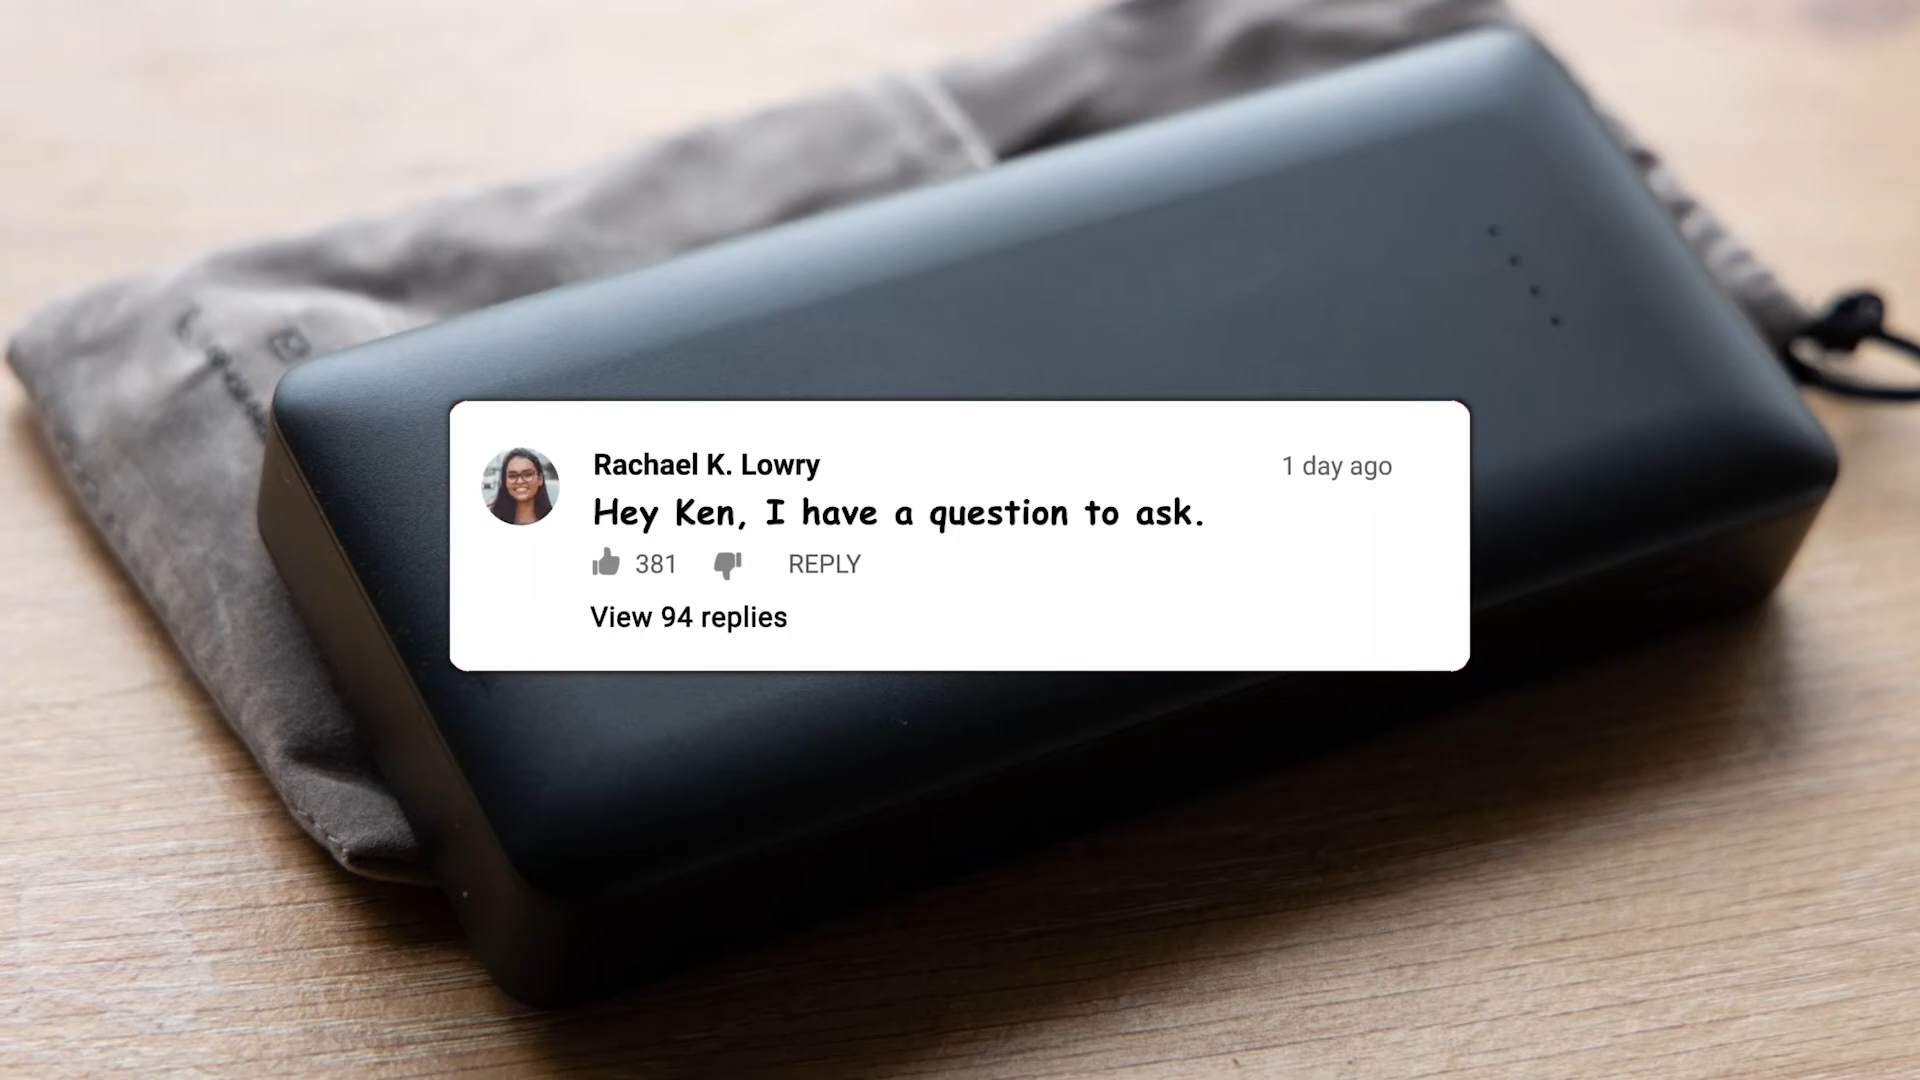 Rachael K. Lowry
1 day ago
Hey Ken, I have a question to ask.
381
REPLY
View 94 replies